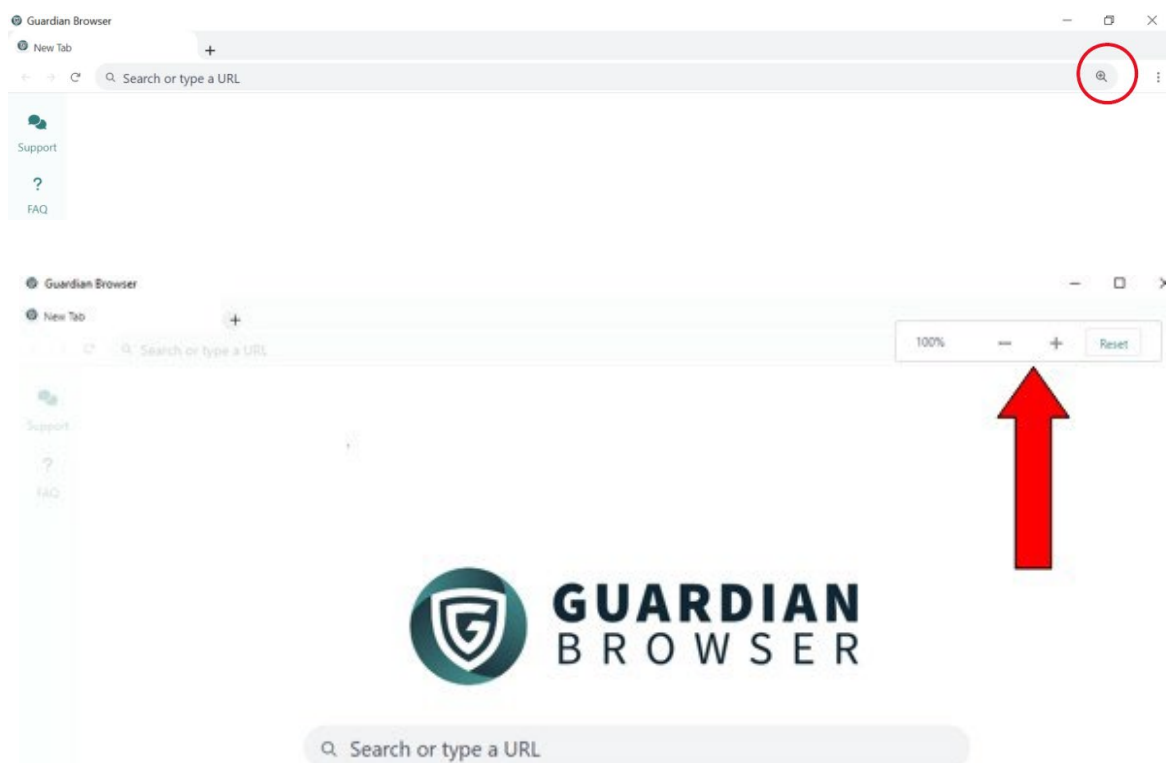 Guardian Browser
New Tab
+
Search or type a URL
Support
?
FAQ
Guardian Browser
New Tab
+
Search or type a URL
100% − + Reset
Support
?
FAQ
GUARDIAN
BROWSER
Search or type a URL